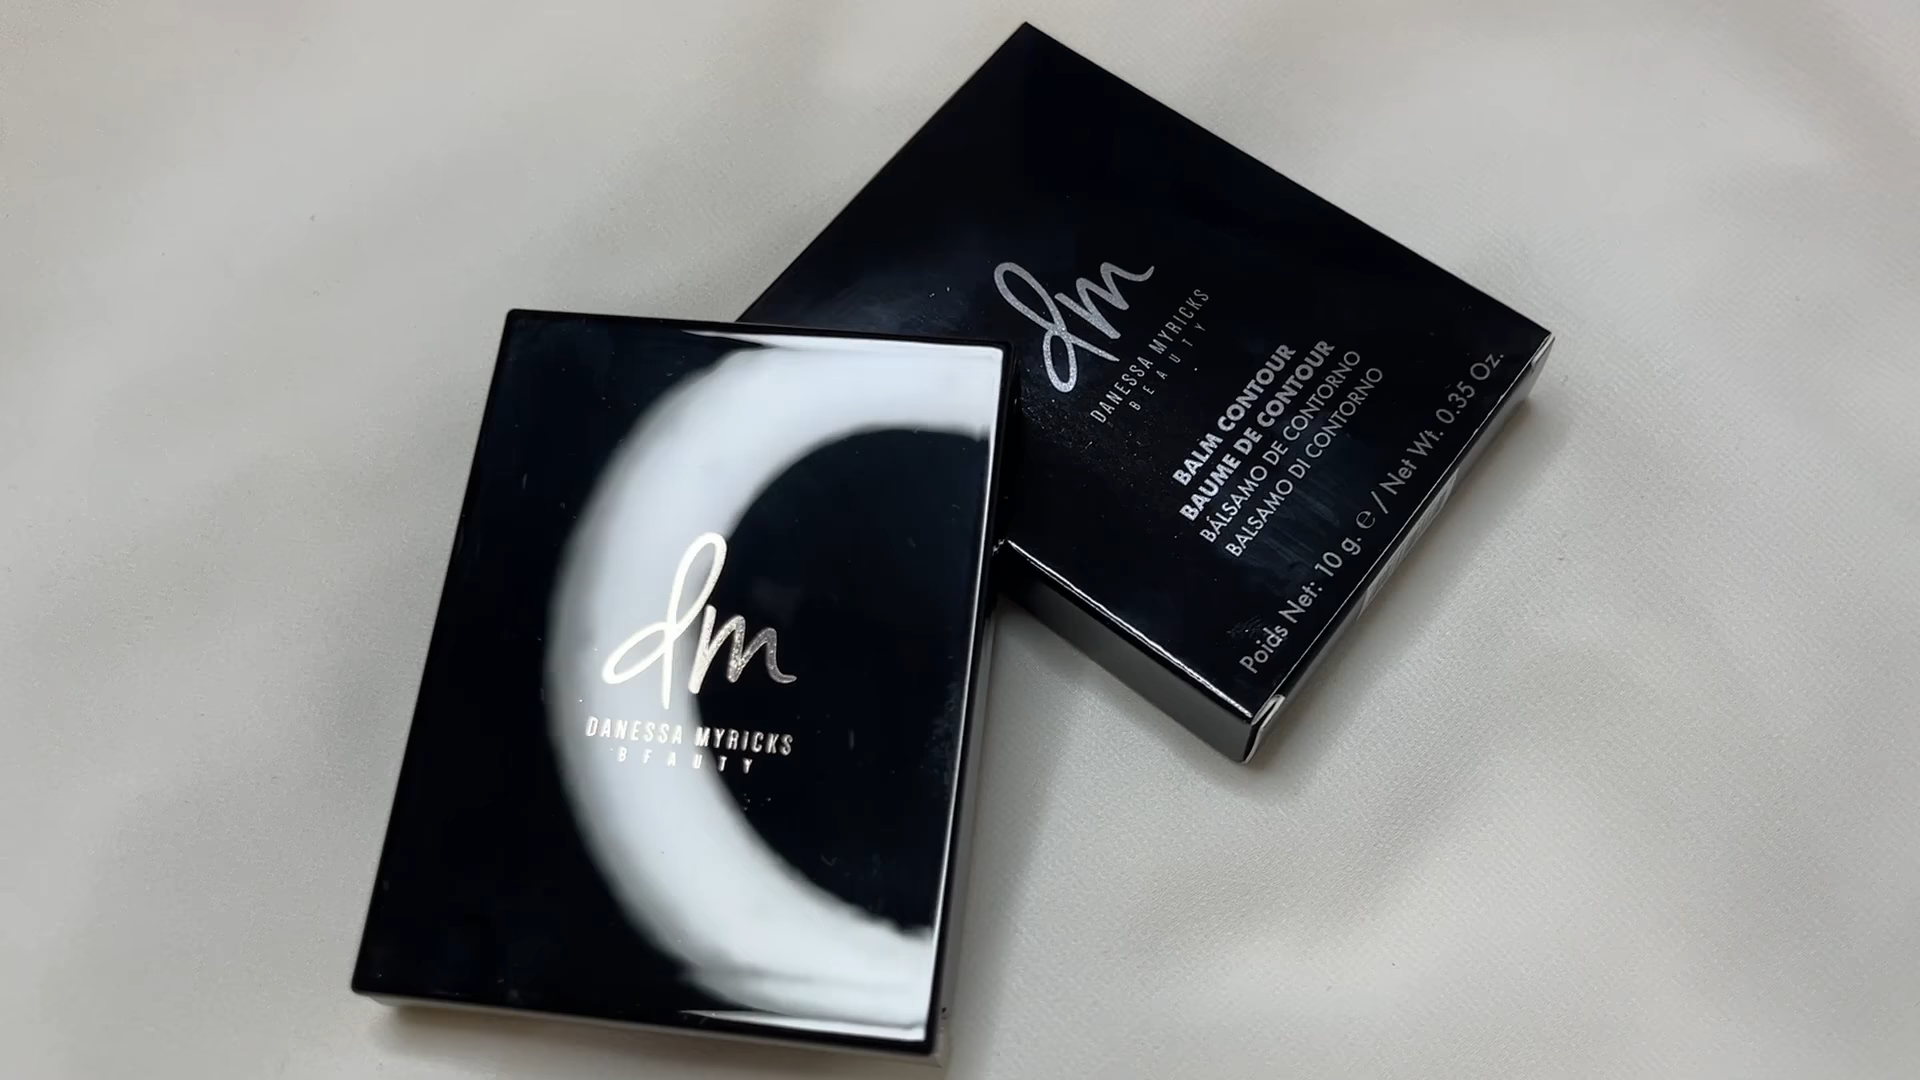 dm
DANESSA MYRICKS
BEAUTY
dm
DANESSA MYRICKS
BEAUTY
BALM CONTOUR
BAUME DE CONTOUR
BÁLSAMO DE CONTORNO
BALSAMO DI CONTORNO
Poids Net: 10 g. ℮ / Net Wt. 0.35 Oz.